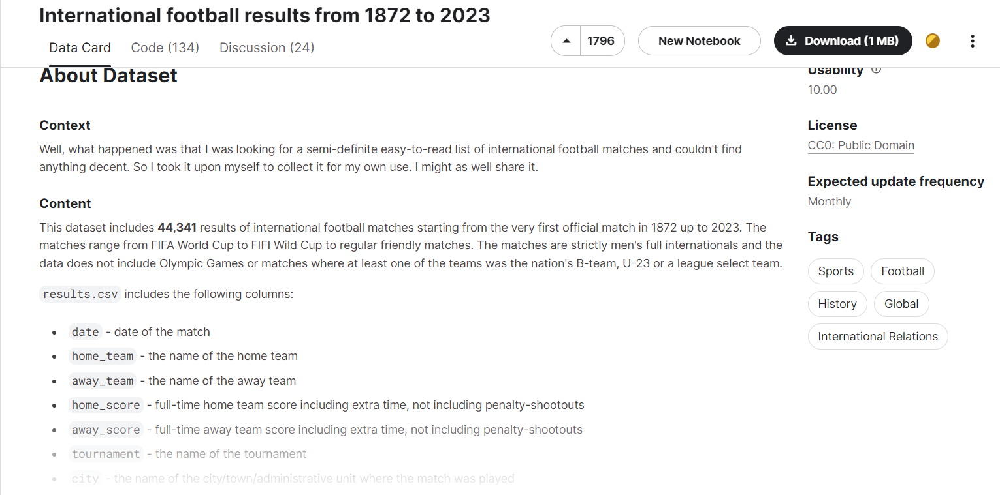 International football results from 1872 to 2023
Data Card
Code (134)
Discussion (24)
1796
New Notebook
Download (1 MB)
About Dataset
Context
Well, what happened was that I was looking for a semi-definite easy-to-read list of international football matches and couldn't find
anything decent. So I took it upon myself to collect it for my own use. I might as well share it.
Content
This dataset includes 44,341 results of international football matches starting from the very first official match in 1872 up to 2023. The
matches range from FIFA World Cup to FIFI Wild Cup to regular friendly matches. The matches are strictly men's full internationals and the
data does not include Olympic Games or matches where at least one of the teams was the nation's B-team, U-23 or a league select team.
results.csv includes the following columns:
• date - date of the match
• home_team - the name of the home team
• away_team - the name of the away team
• home_score - full-time home team score including extra time, not including penalty-shootouts
• away_score - full-time away team score including extra time, not including penalty-shootouts
• tournament - the name of the tournament
• city - the name of the city/town/administrative unit where the match was played
Usability
10.00
License
CC0: Public Domain
Expected update frequency
Monthly
Tags
Sports
Football
History
Global
International Relations